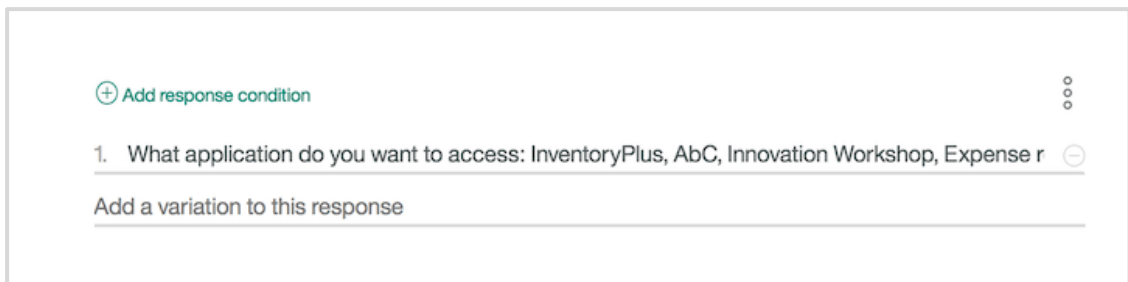 Add response condition
1. What application do you want to access: InventoryPlus, AbC, Innovation Workshop, Expense r
Add a variation to this response